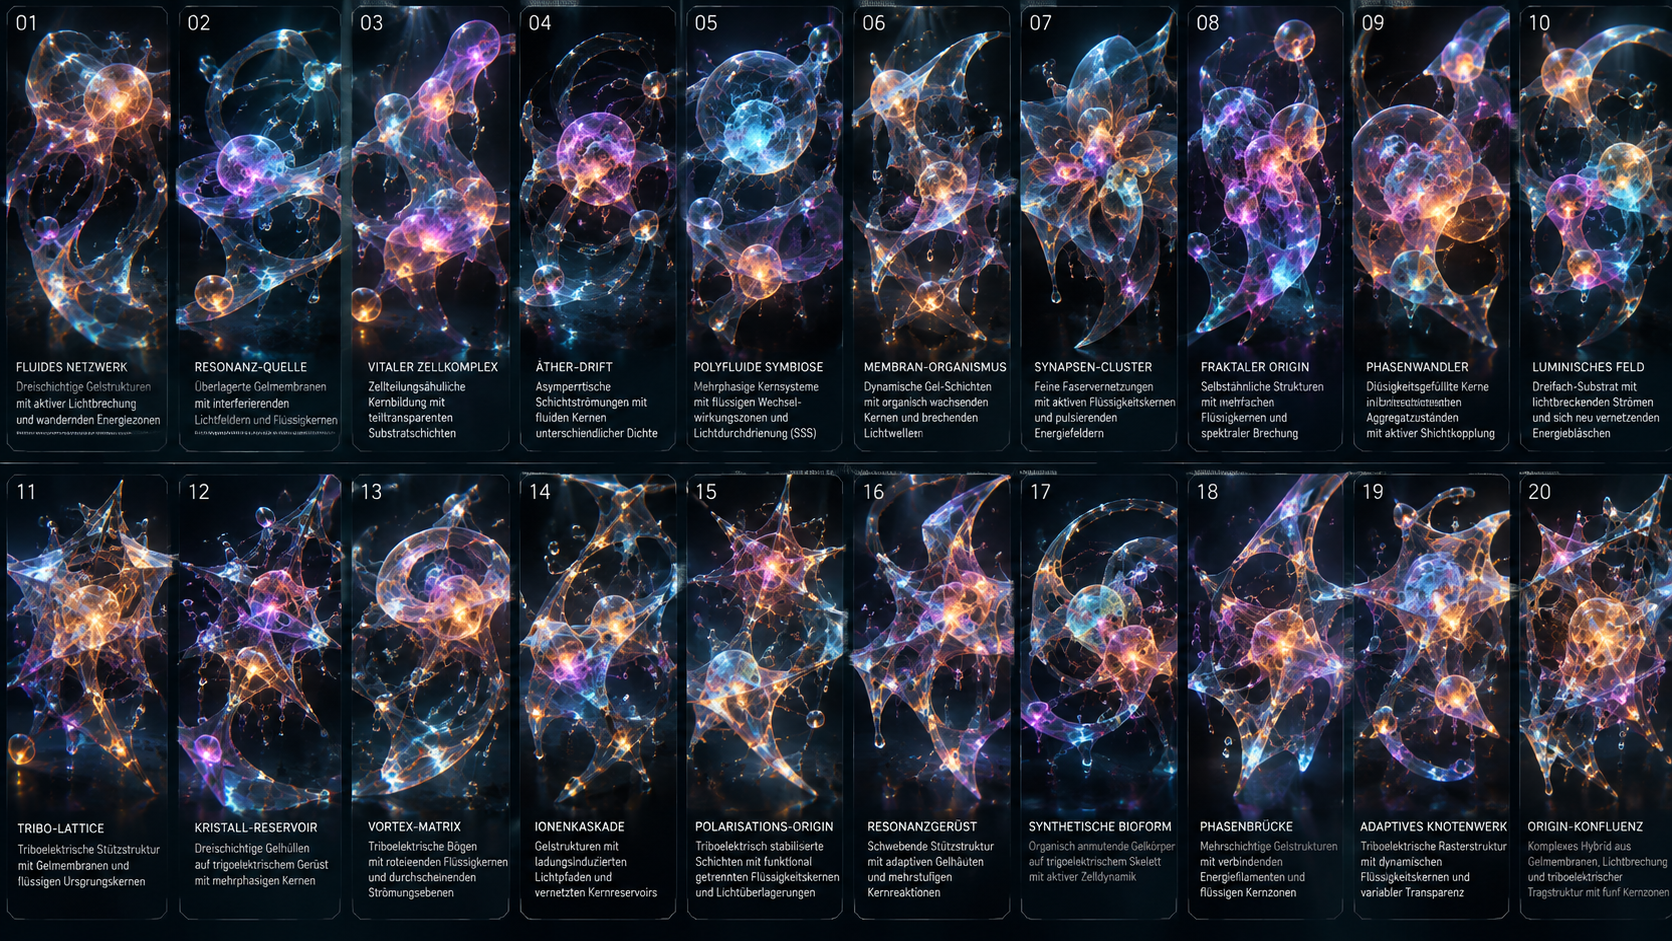 01
FLUIDES NETZWERK
Dreischichtige Gelstrukturen
mit aktiver Lichtbrechung
und wandernden Energiezonen
02
RESONANZ-QUELLE
Überlagerte Gelmembranen
mit interferierenden
Lichtfeldern und Flüssigkernen
03
VITALER ZELLKOMPLEX
Zellteilungsähuliche
Kernbildung mit
teiltransparenten
Substratschichten
04
ÄTHER-DRIFT
Asymperrtische
Schichtströmungen mit
fluiden Kernen
unterschiendlicher Dichte
05
POLYFLUIDE SYMBIOSE
Mehrphasige Kernsysteme
mit flüssigen Wechsel-
wirkungszonen und
Lichtdurchdrierung (SSS)
06
MEMBRAN-ORGANISMUS
Dynamische Gel-Schichten
mit organisch wachsenden
Kernen und brechenden
Lichtwellern
07
SYNAPSEN-CLUSTER
Feine Faservernetzungen
mit aktiven Flüssigkeitskernen
und pulsierenden
Energiefeldern
08
FRAKTALER ORIGIN
Selbstähnliche Strukturen
mit mehrfachen
Flüssigkernen und
spektraler Brechung
09
PHASENWANDLER
Diüsigkeitsgefülllte Kerne
Aggregatzuständen
mit aktiver Shichtkopplung
10
LUMINISCHES FELD
Dreifach-Substrat mit
lichtbreckenden Strömen
und sich neu vernetzenden
Energiebläschen
11
TRIBO-LATTICE
Triboelektrische Stützstruktur
mit Gelmembranen und
flüssigen Ursgrungskernen
12
KRISTALL-RESERVOIR
Dreischichtige Gelhüllen
auf trigoelektrischem Gerüst
mit mehrphasigen Kernen
13
VORTEX-MATRIX
Triboelektrische Bögen
mit roteieenden Flüssigkernen
und durchscheinenden
Strömungsebenen
14
IONENKASKADE
Gelstrukturen mit
ladungsinduzierten
Lichtpfaden und
vernetzten Kernreservoirs
15
POLARISATIONS-ORIGIN
Triboelektrisch stabiliserte
Schichten mit funktional
getrennten Flüssigkeitskernen
und Lichtüberlagerungen
16
RESONANZGERÜST
Schwebende Stützstruktur
mit adaptiven Gelhäuten
und mehrstufigen
Kernreaktionen
17
SYNTHETISCHE BIOFORM
Organisch anmutende Gelkörper
auf trigoelektrischem Skelett
mit aktiver Zelldynamik
18
PHASENBRÜCKE
Mehrschichtige Gelstrukturen
mit verbindenden
Energiefilamenten und
flüssigen Kernzonen
19
ADAPTIVES KNOTENWERK
Triboelektrische Rasterstruktur
mit dynamischen
Flüssigkeitskernen und
variabler Transparenz
20
ORIGIN-KONFLUENZ
Komplexes Hybrid aus
Gelmembranen, Lichtbrechung
und triboelektrischer
Tragstruktur mit funf Kernzonen